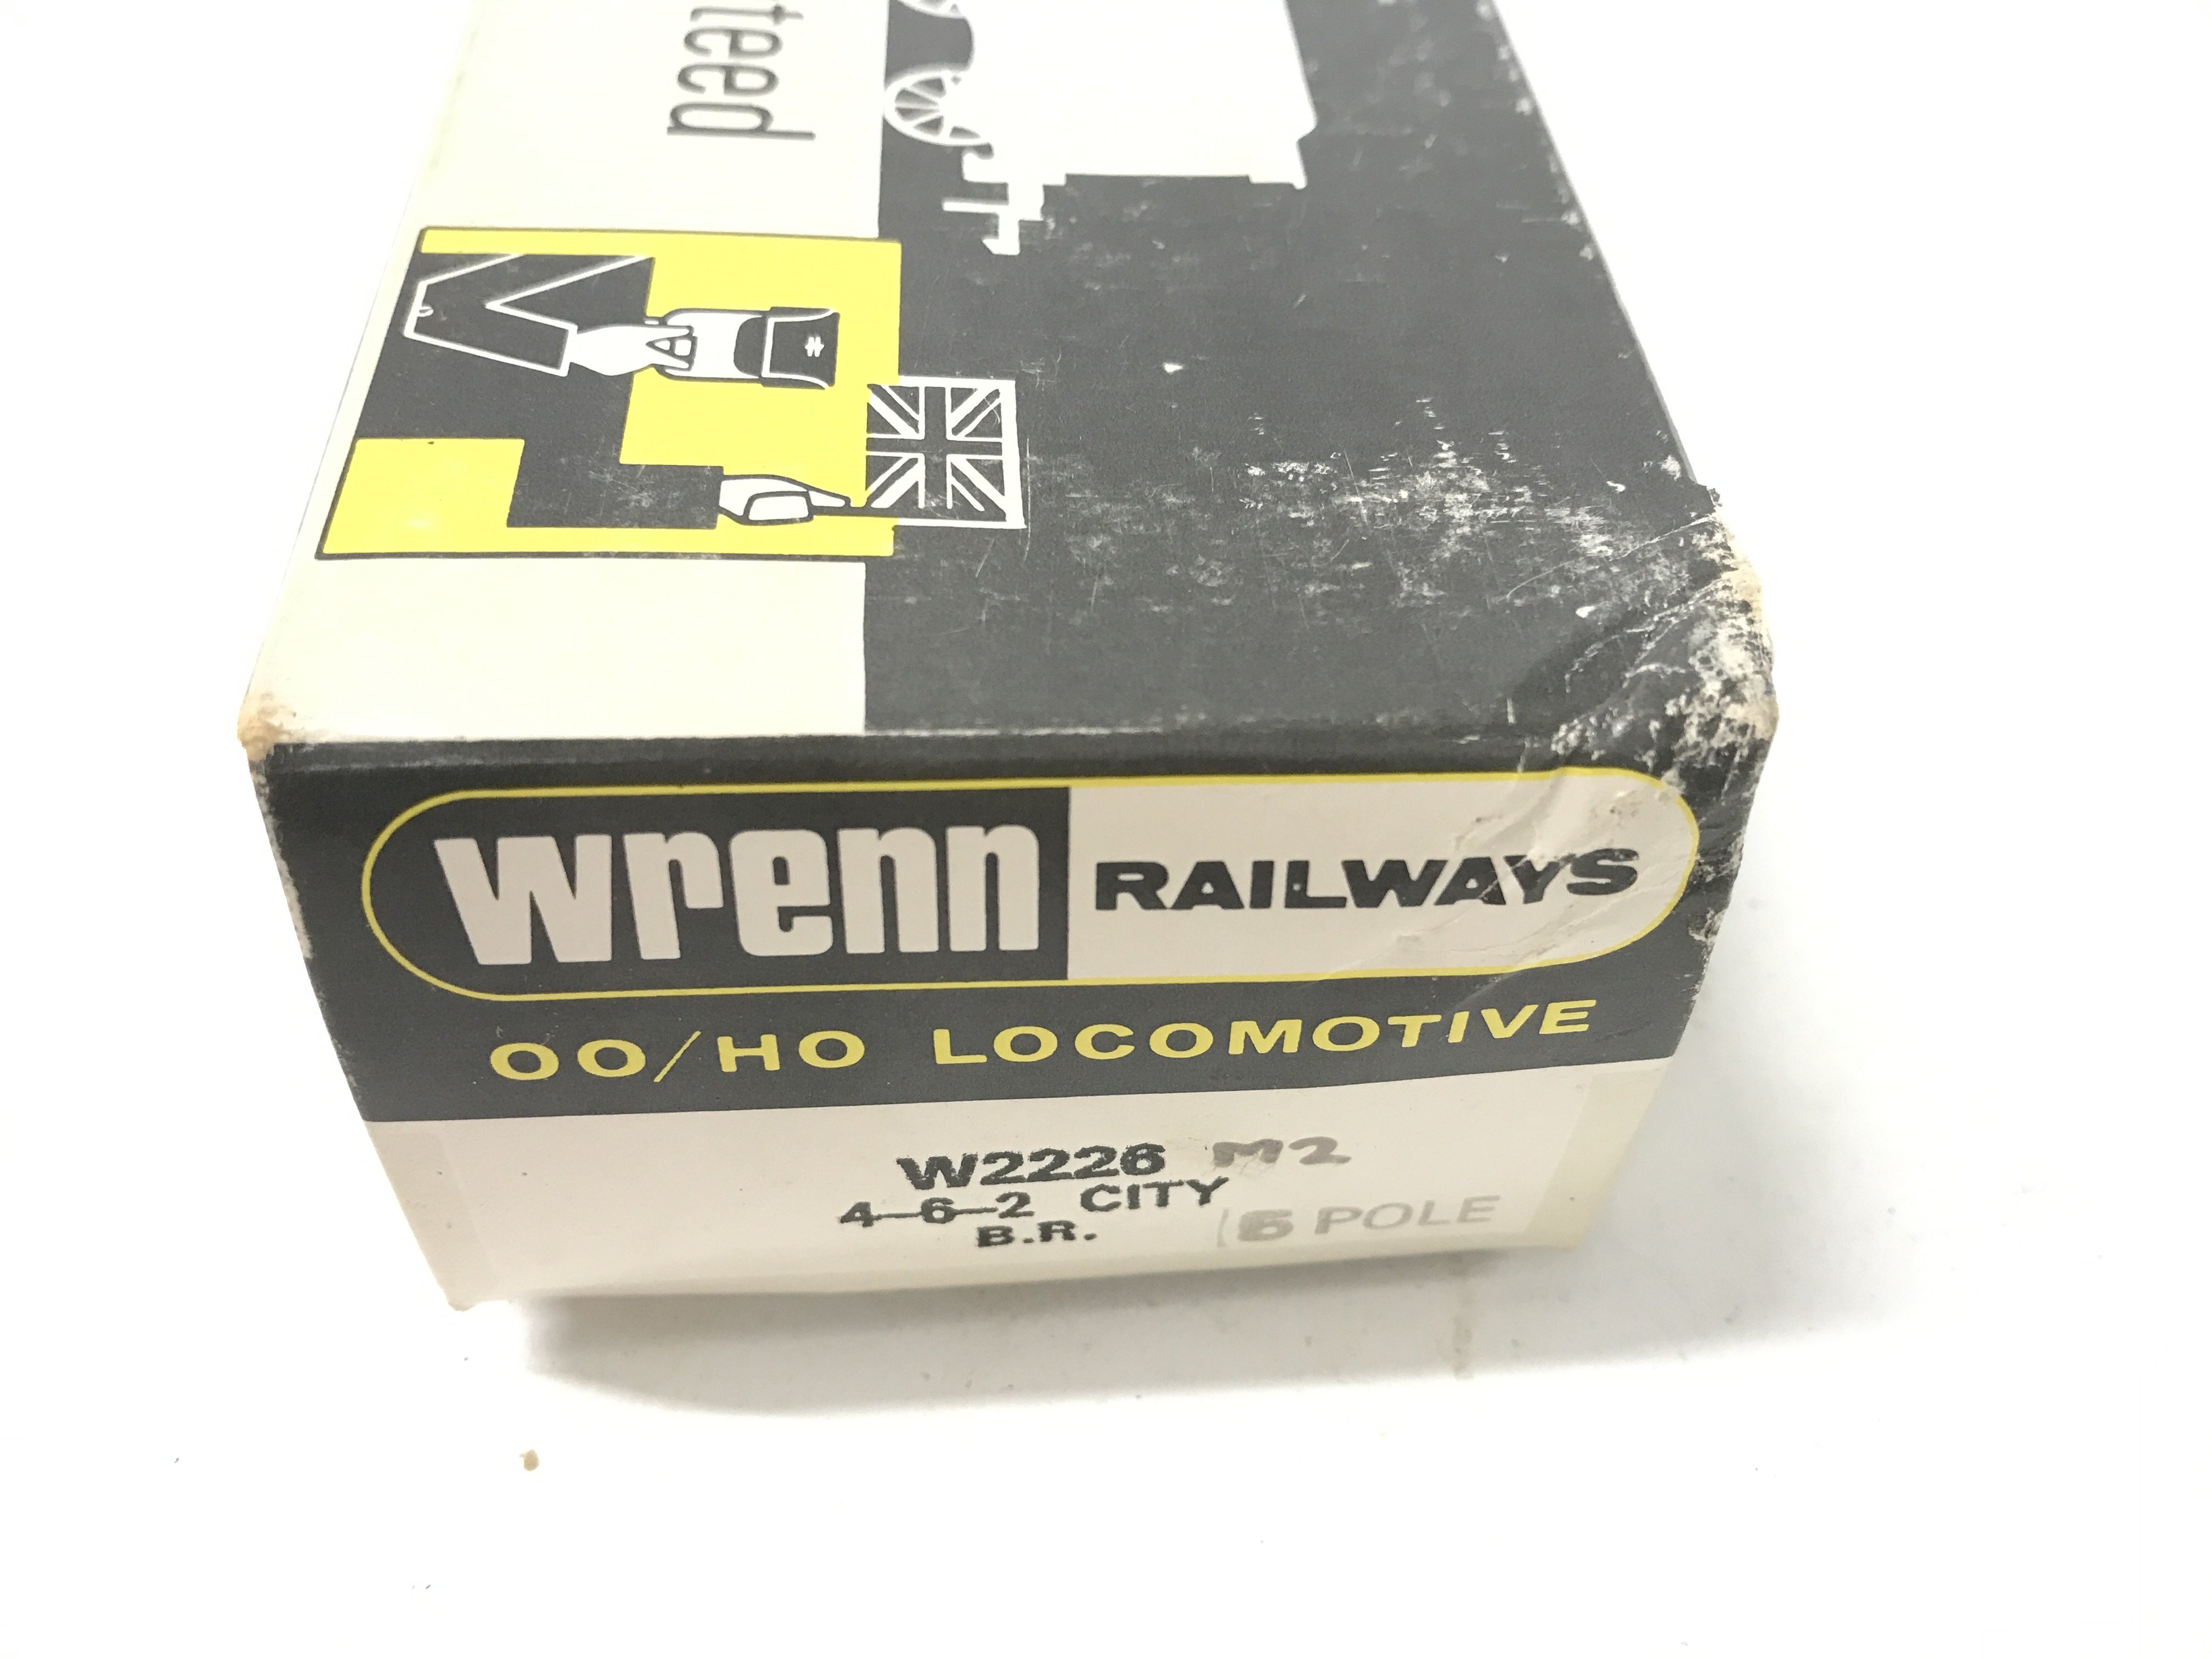 teed
wrenn RAILWAYS
OO/HO LOCOMOTIVE
W2226 M2
4-6-2 CITY
B.R.
5 POLE